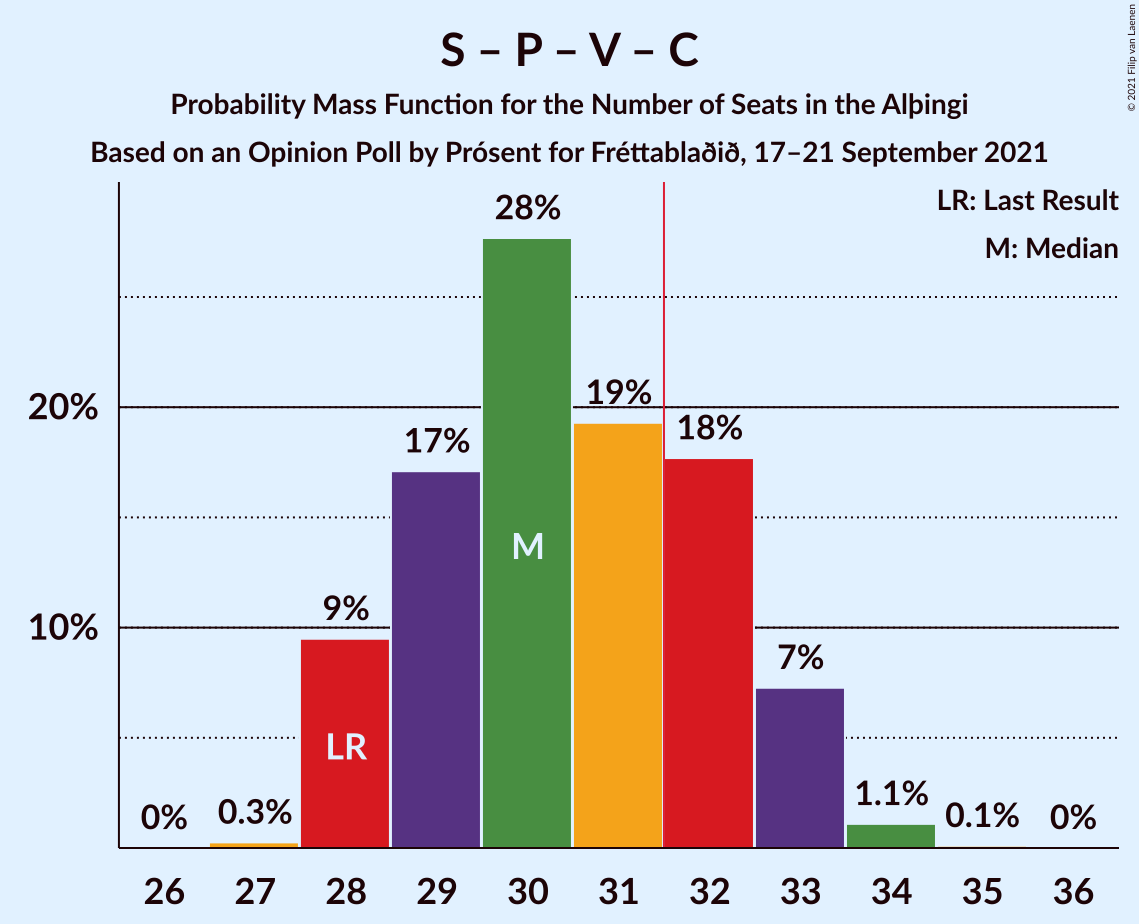 S – P – V – C
Probability Mass Function for the Number of Seats in the Alþingi
Based on an Opinion Poll by Prósent for Fréttablaðið, 17–21 September 2021
© 2021 Filip van Laenen
LR: Last Result
M: Median
28%
20%
19%
18%
17%
M
10%
9%
7%
LR
0%
0.3%
1.1%
0.1%
0%
26 27 28 29 30 31 32 33 34 35 36